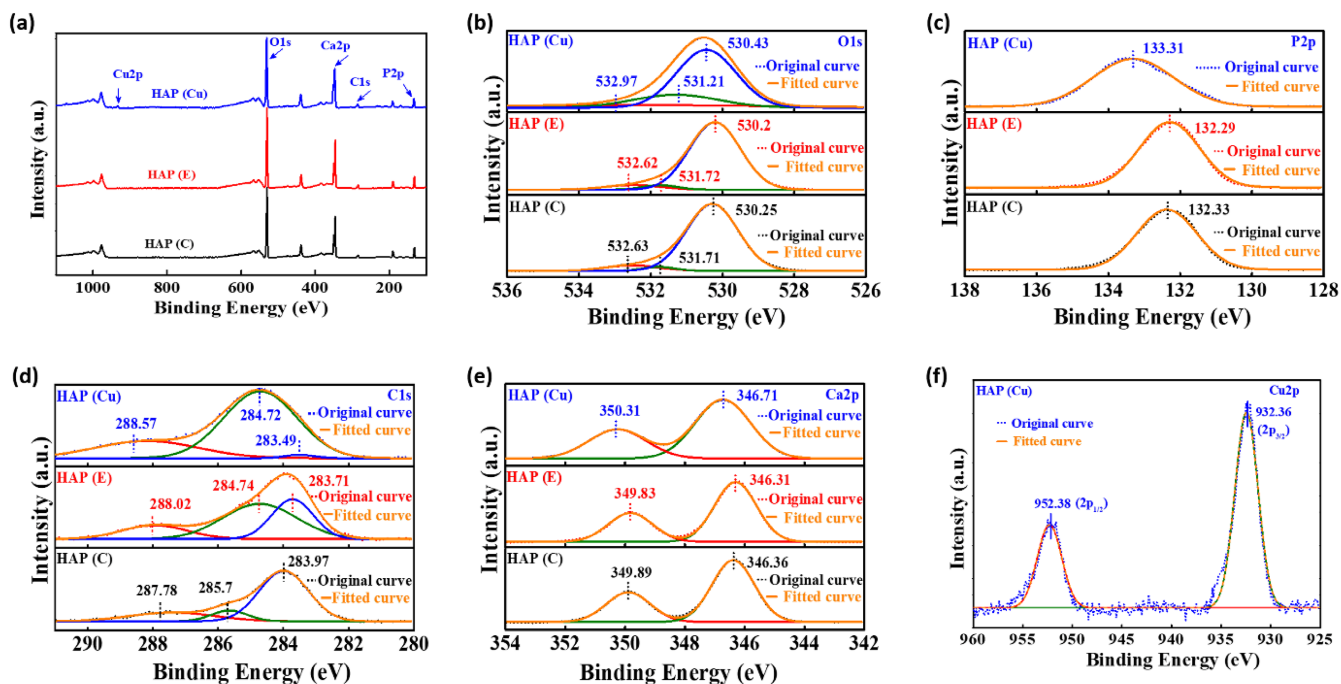 (a)
Cu2p
O1s
Ca2p
C1s
P2p
HAP (Cu)
HAP (E)
HAP (C)
Intensity (a.u.)
1000 800 600 400 200
Binding Energy (eV)
(b)
HAP (Cu) O1s
530.43
532.97 531.21
Original curve
Fitted curve
HAP (E)
530.2
532.62
531.72
Original curve
Fitted curve
HAP (C)
530.25
532.63
531.71
Original curve
Fitted curve
Intensity (a.u.)
536 534 532 530 528 526
Binding Energy (eV)
(c)
HAP (Cu) P2p
133.31
Original curve
Fitted curve
HAP (E)
132.29
Original curve
Fitted curve
HAP (C)
132.33
Original curve
Fitted curve
Intensity (a.u.)
138 136 134 132 130 128
Binding Energy (eV)
(d)
HAP (Cu) C1s
288.57 284.72
283.49
Original curve
Fitted curve
HAP (E)
288.02 284.74 283.71
Original curve
Fitted curve
HAP (C)
287.78 285.7 283.97
Original curve
Fitted curve
Intensity (a.u.)
290 288 286 284 282 280
Binding Energy (eV)
(e)
HAP (Cu) Ca2p
350.31 346.71
Original curve
Fitted curve
HAP (E)
349.83 346.31
Original curve
Fitted curve
HAP (C)
349.89 346.36
Original curve
Fitted curve
Intensity (a.u.)
354 352 350 348 346 344 342
Binding Energy (eV)
(f)
HAP (Cu) Cu2p
Original curve
Fitted curve
932.36
(2p3/2)
952.38 (2p1/2)
Intensity (a.u.)
960 955 950 945 940 935 930 925
Binding Energy (eV)